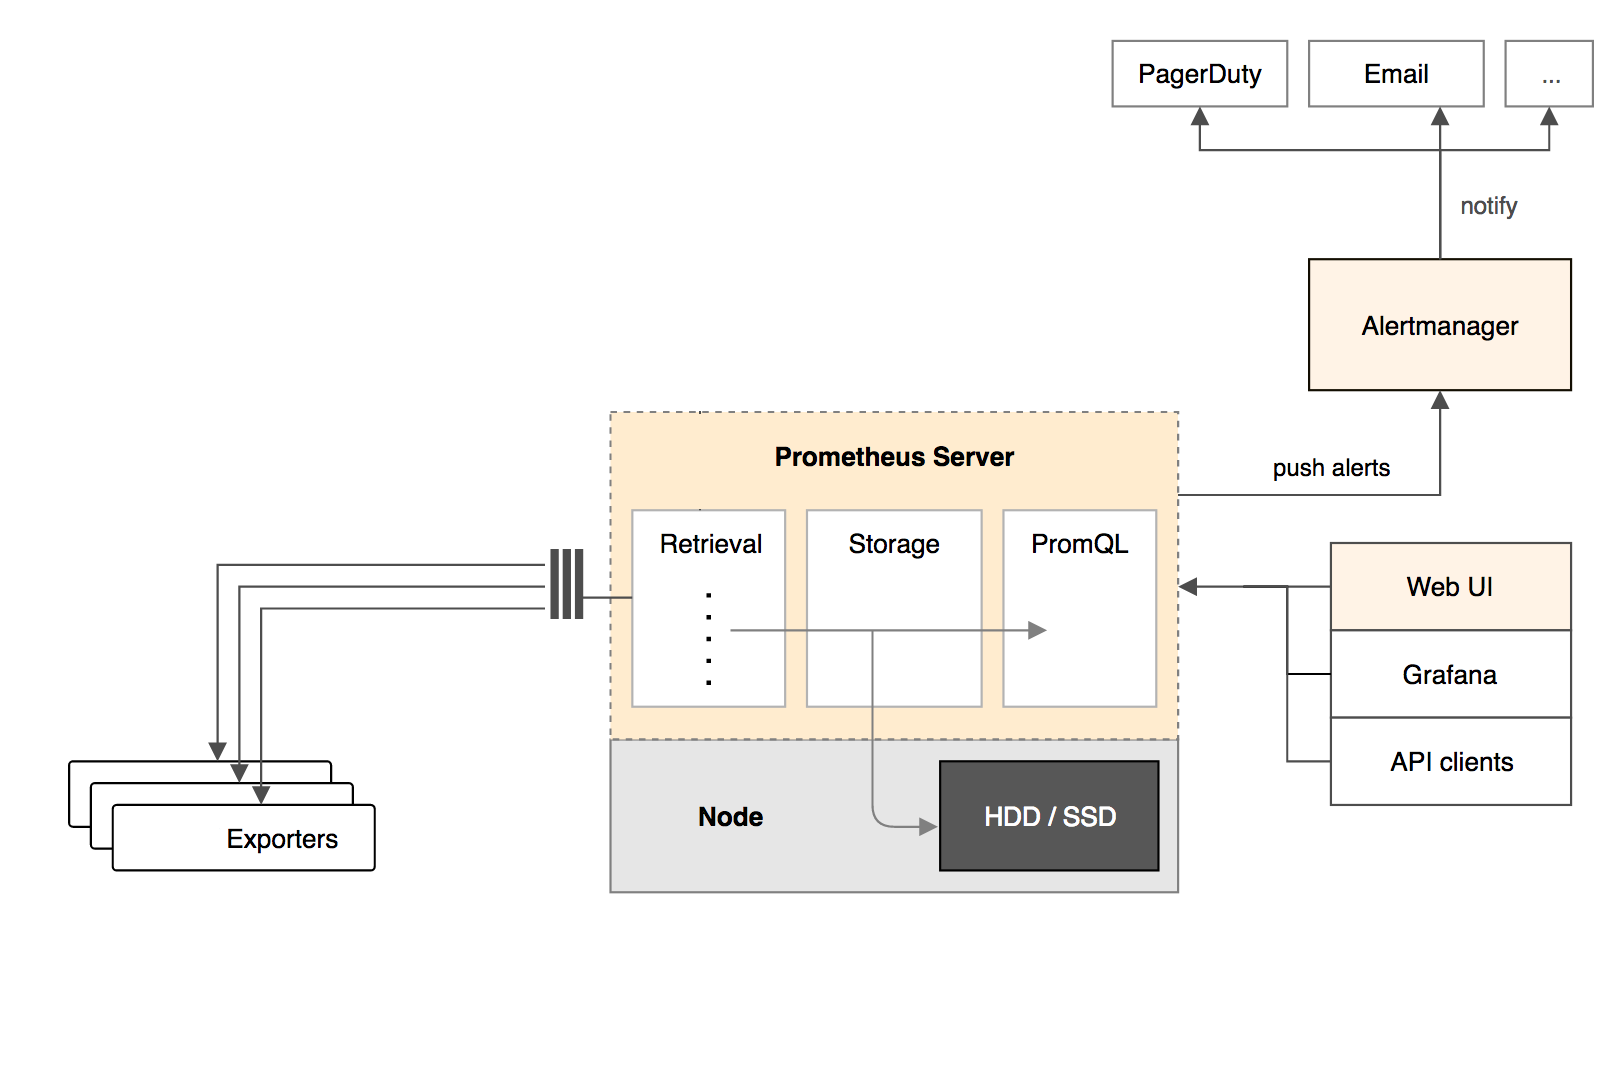 PagerDuty
Email
...
notify
Alertmanager
Prometheus Server
push alerts
Retrieval
Storage
PromQL
Web UI
Grafana
API clients
Node
HDD / SSD
Exporters